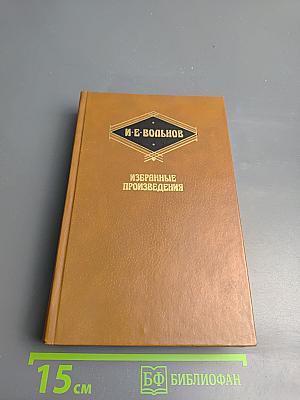 И·Е·ВОЛЬНОВ
ИЗБРАННЫЕ
ПРОИЗВЕДЕНИЯ
15 см
БФ БИБЛИОФАН